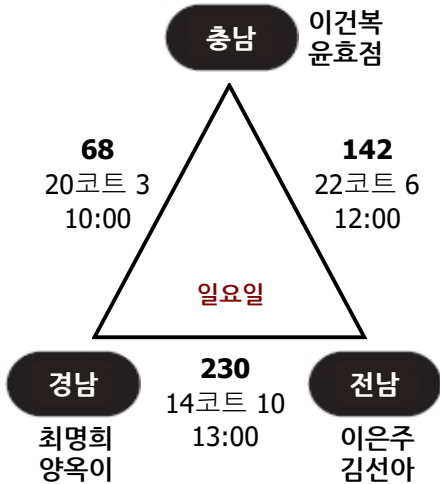 충남
이건복
윤효점
68
20코트 3
10:00
142
22코트 6
12:00
일요일
경남
최명희
양옥이
230
14코트 10
13:00
전남
이은주
김선아